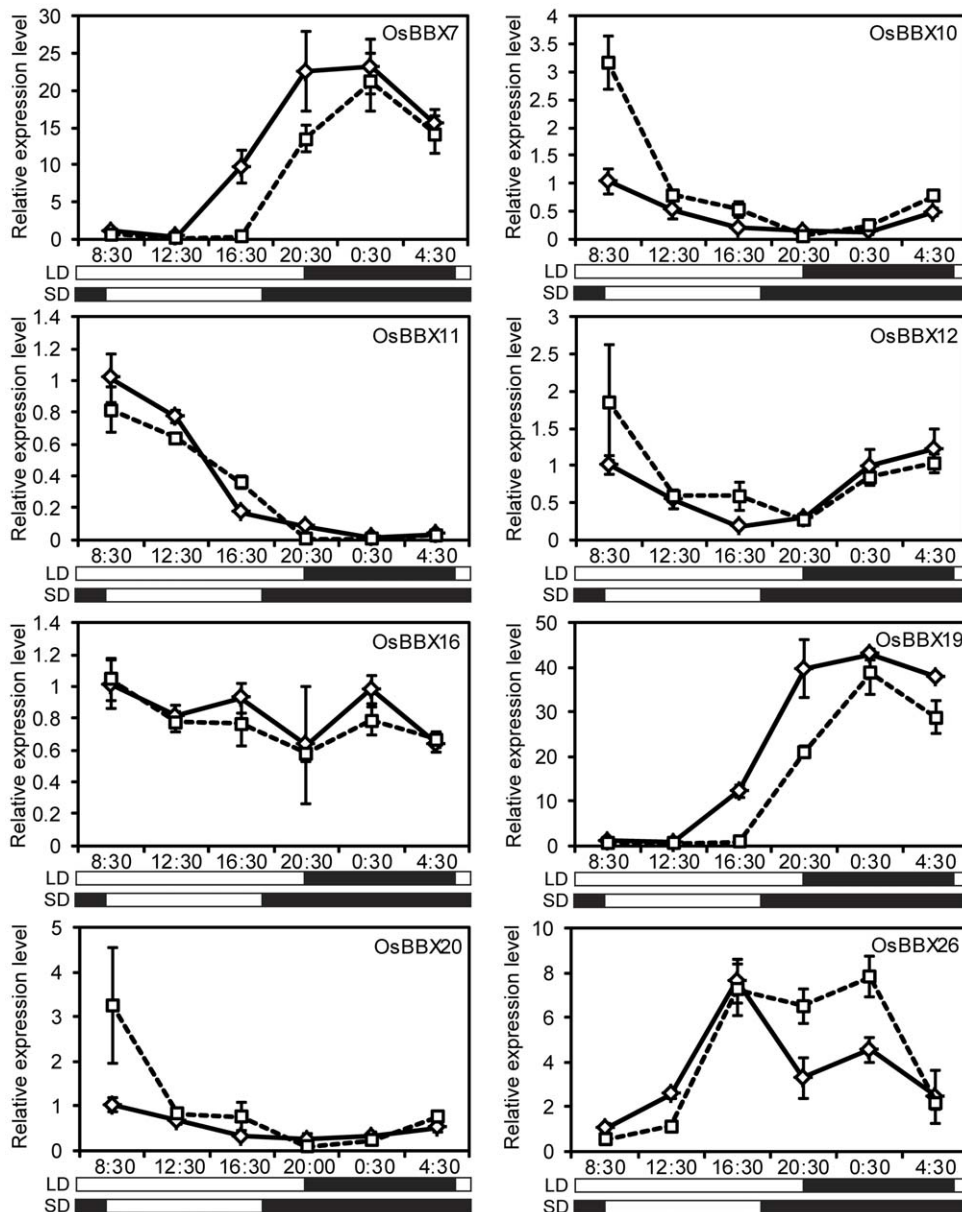 OsBBX7
Relative expression level
30
25
20
15
10
5
0
8:30 12:30 16:30 20:30 0:30 4:30
LD
SD
OsBBX10
Relative expression level
4
3.5
3
2.5
2
1.5
1
0.5
0
8:30 12:30 16:30 20:30 0:30 4:30
LD
SD
OsBBX11
Relative expression level
1.4
1.2
1
0.8
0.6
0.4
0.2
0
8:30 12:30 16:30 20:30 0:30 4:30
LD
SD
OsBBX12
Relative expression level
3
2.5
2
1.5
1
0.5
0
8:30 12:30 16:30 20:30 0:30 4:30
LD
SD
OsBBX16
Relative expression level
1.4
1.2
1
0.8
0.6
0.4
0.2
0
8:30 12:30 16:30 20:30 0:30 4:30
LD
SD
OsBBX19
Relative expression level
50
40
30
20
10
0
8:30 12:30 16:30 20:30 0:30 4:30
LD
SD
OsBBX20
Relative expression level
5
4
3
2
1
0
8:30 12:30 16:30 20:00 0:30 4:30
LD
SD
OsBBX26
Relative expression level
10
8
6
4
2
0
8:30 12:30 16:30 20:30 0:30 4:30
LD
SD